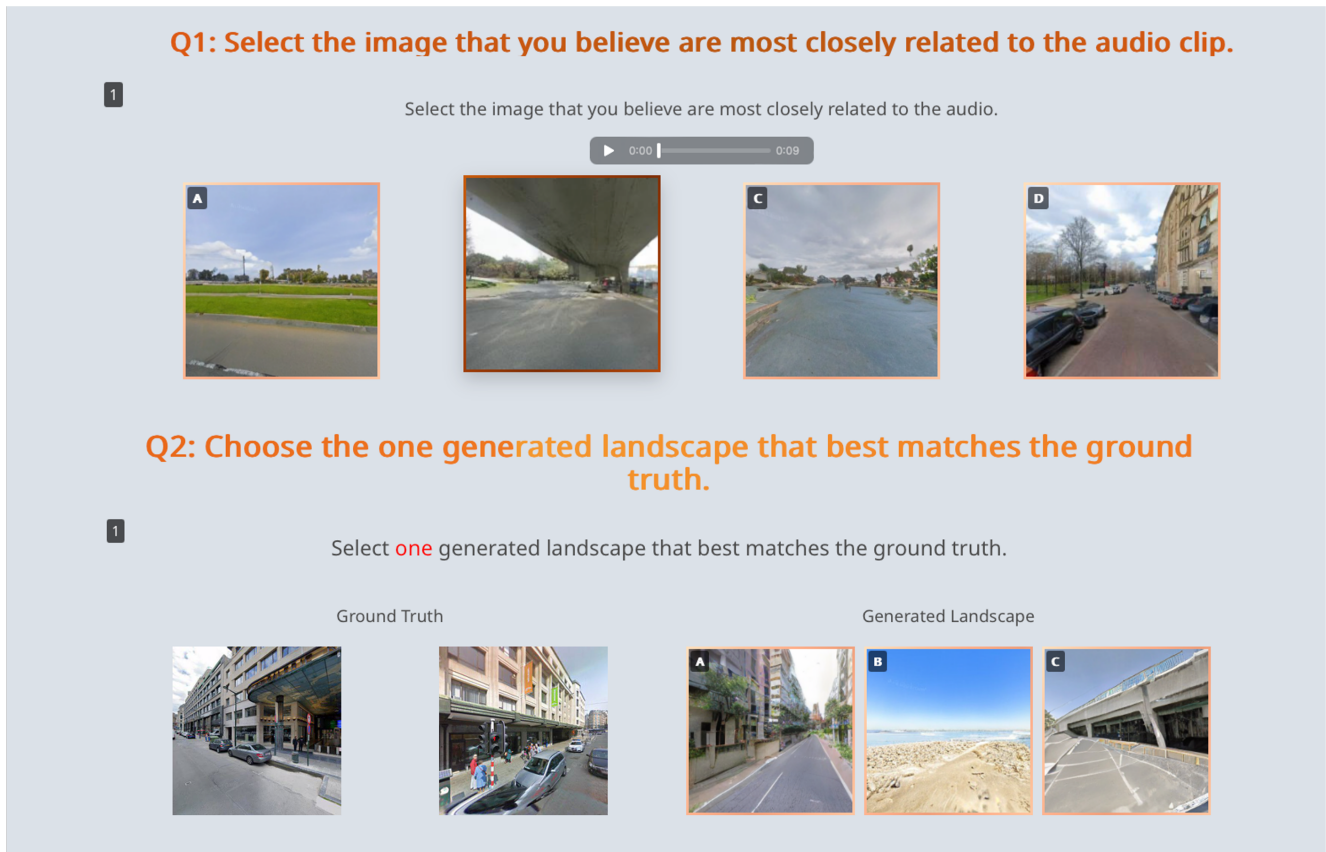 Q1: Select the image that you believe are most closely related to the audio clip.
1
Select the image that you believe are most closely related to the audio.
0:00
0:09
A
C
D
Q2: Choose the one generated landscape that best matches the ground
truth.
1
Select one generated landscape that best matches the ground truth.
Ground Truth
Generated Landscape
A
B
C